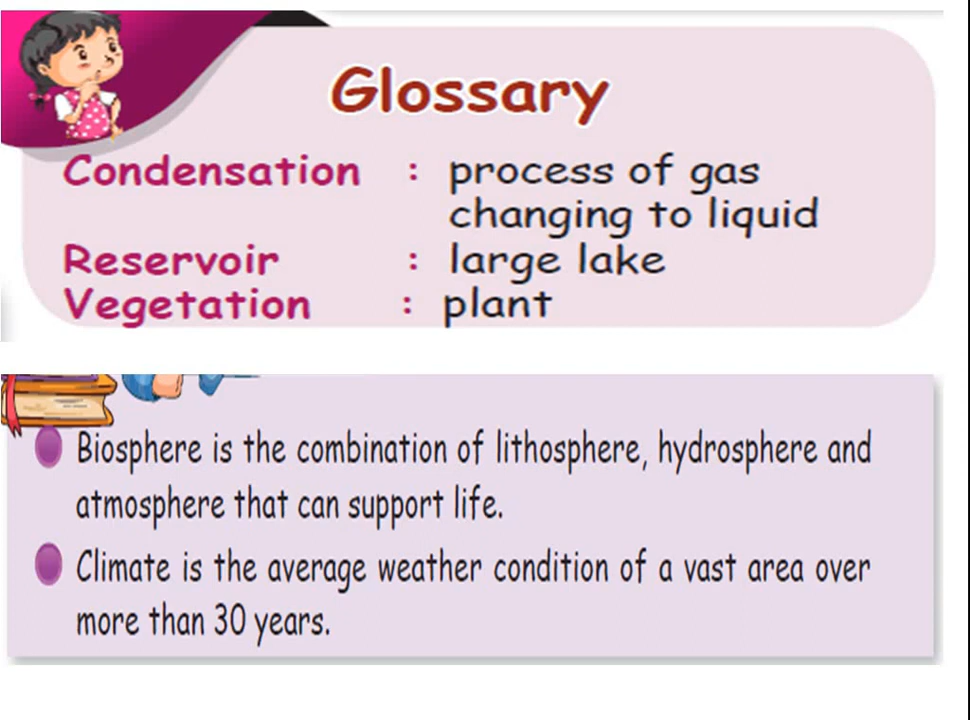 Glossary
Condensation : process of gas
changing to liquid
Reservoir : large lake
Vegetation : plant
Biosphere is the combination of lithosphere, hydrosphere and
atmosphere that can support life.
Climate is the average weather condition of a vast area over
more than 30 years.